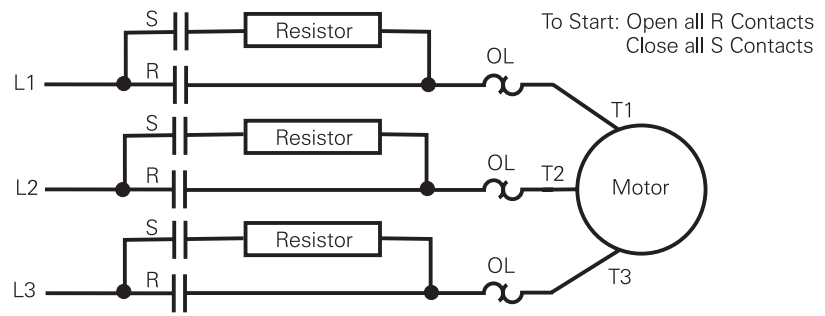 To Start: Open all R Contacts
Close all S Contacts
S
Resistor
OL
L1
R
T1
S
Resistor
OL
L2
R
T2
Motor
S
Resistor
OL
L3
R
T3